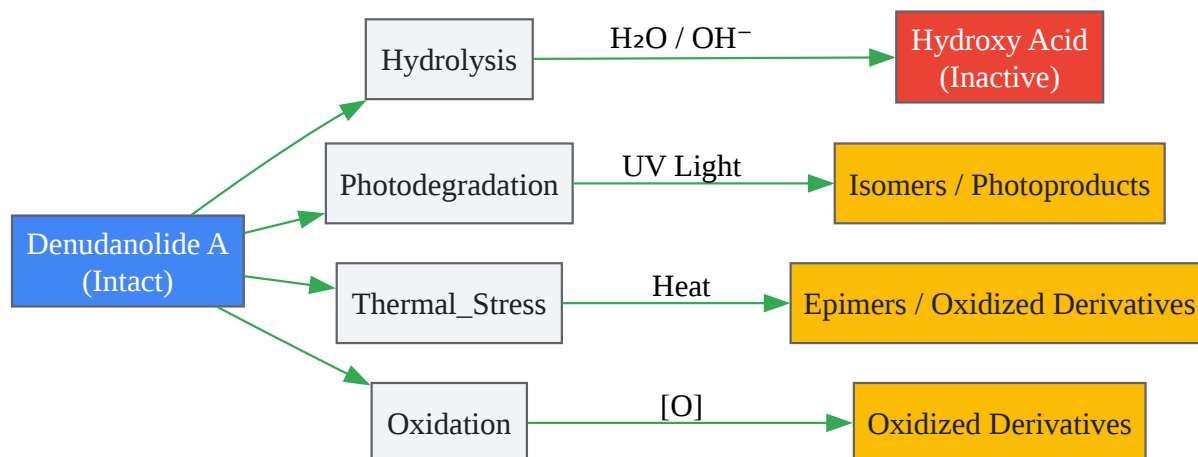 Denudanolide A
(Intact)
Hydrolysis
H₂O / OH⁻
Hydroxy Acid
(Inactive)
Photodegradation
UV Light
Isomers / Photoproducts
Thermal_Stress
Heat
Epimers / Oxidized Derivatives
Oxidation
[O]
Oxidized Derivatives